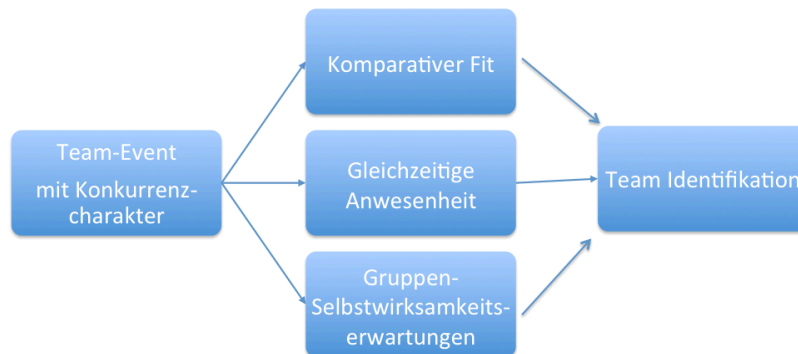 Komparativer Fit
Team-Event
mit Konkurrenz-
charakter
Gleichzeitige
Anwesenheit
Team Identifikation
Gruppen-
Selbstwirksamkeits-
erwartungen